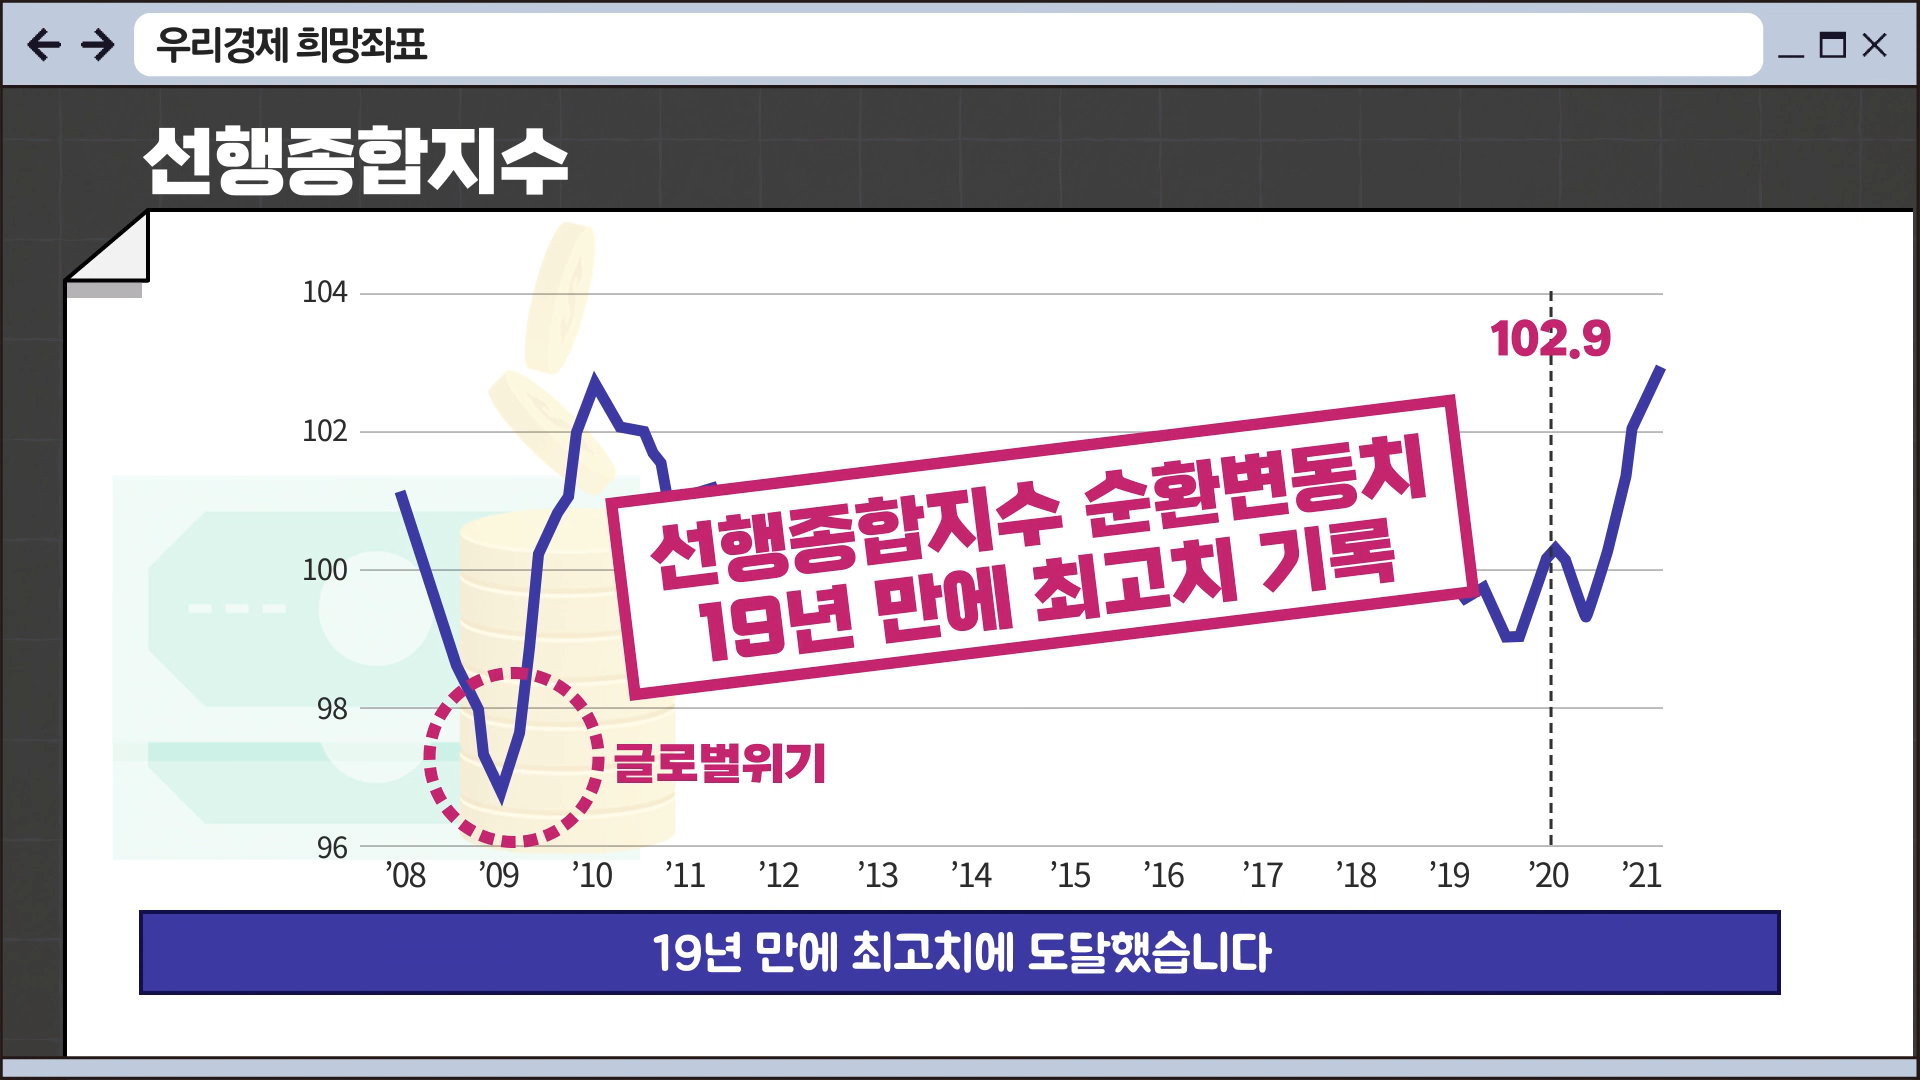 우리경제 희망좌표
선행종합지수
104
102.9
102
선행종합지수 순환변동치
19년 만에 최고치 기록
100
98
글로벌위기
96
’08 ’09 ’10 ’11 ’12 ’13 ’14 ’15 ’16 ’17 ’18 ’19 ’20 ’21
19년 만에 최고치에 도달했습니다